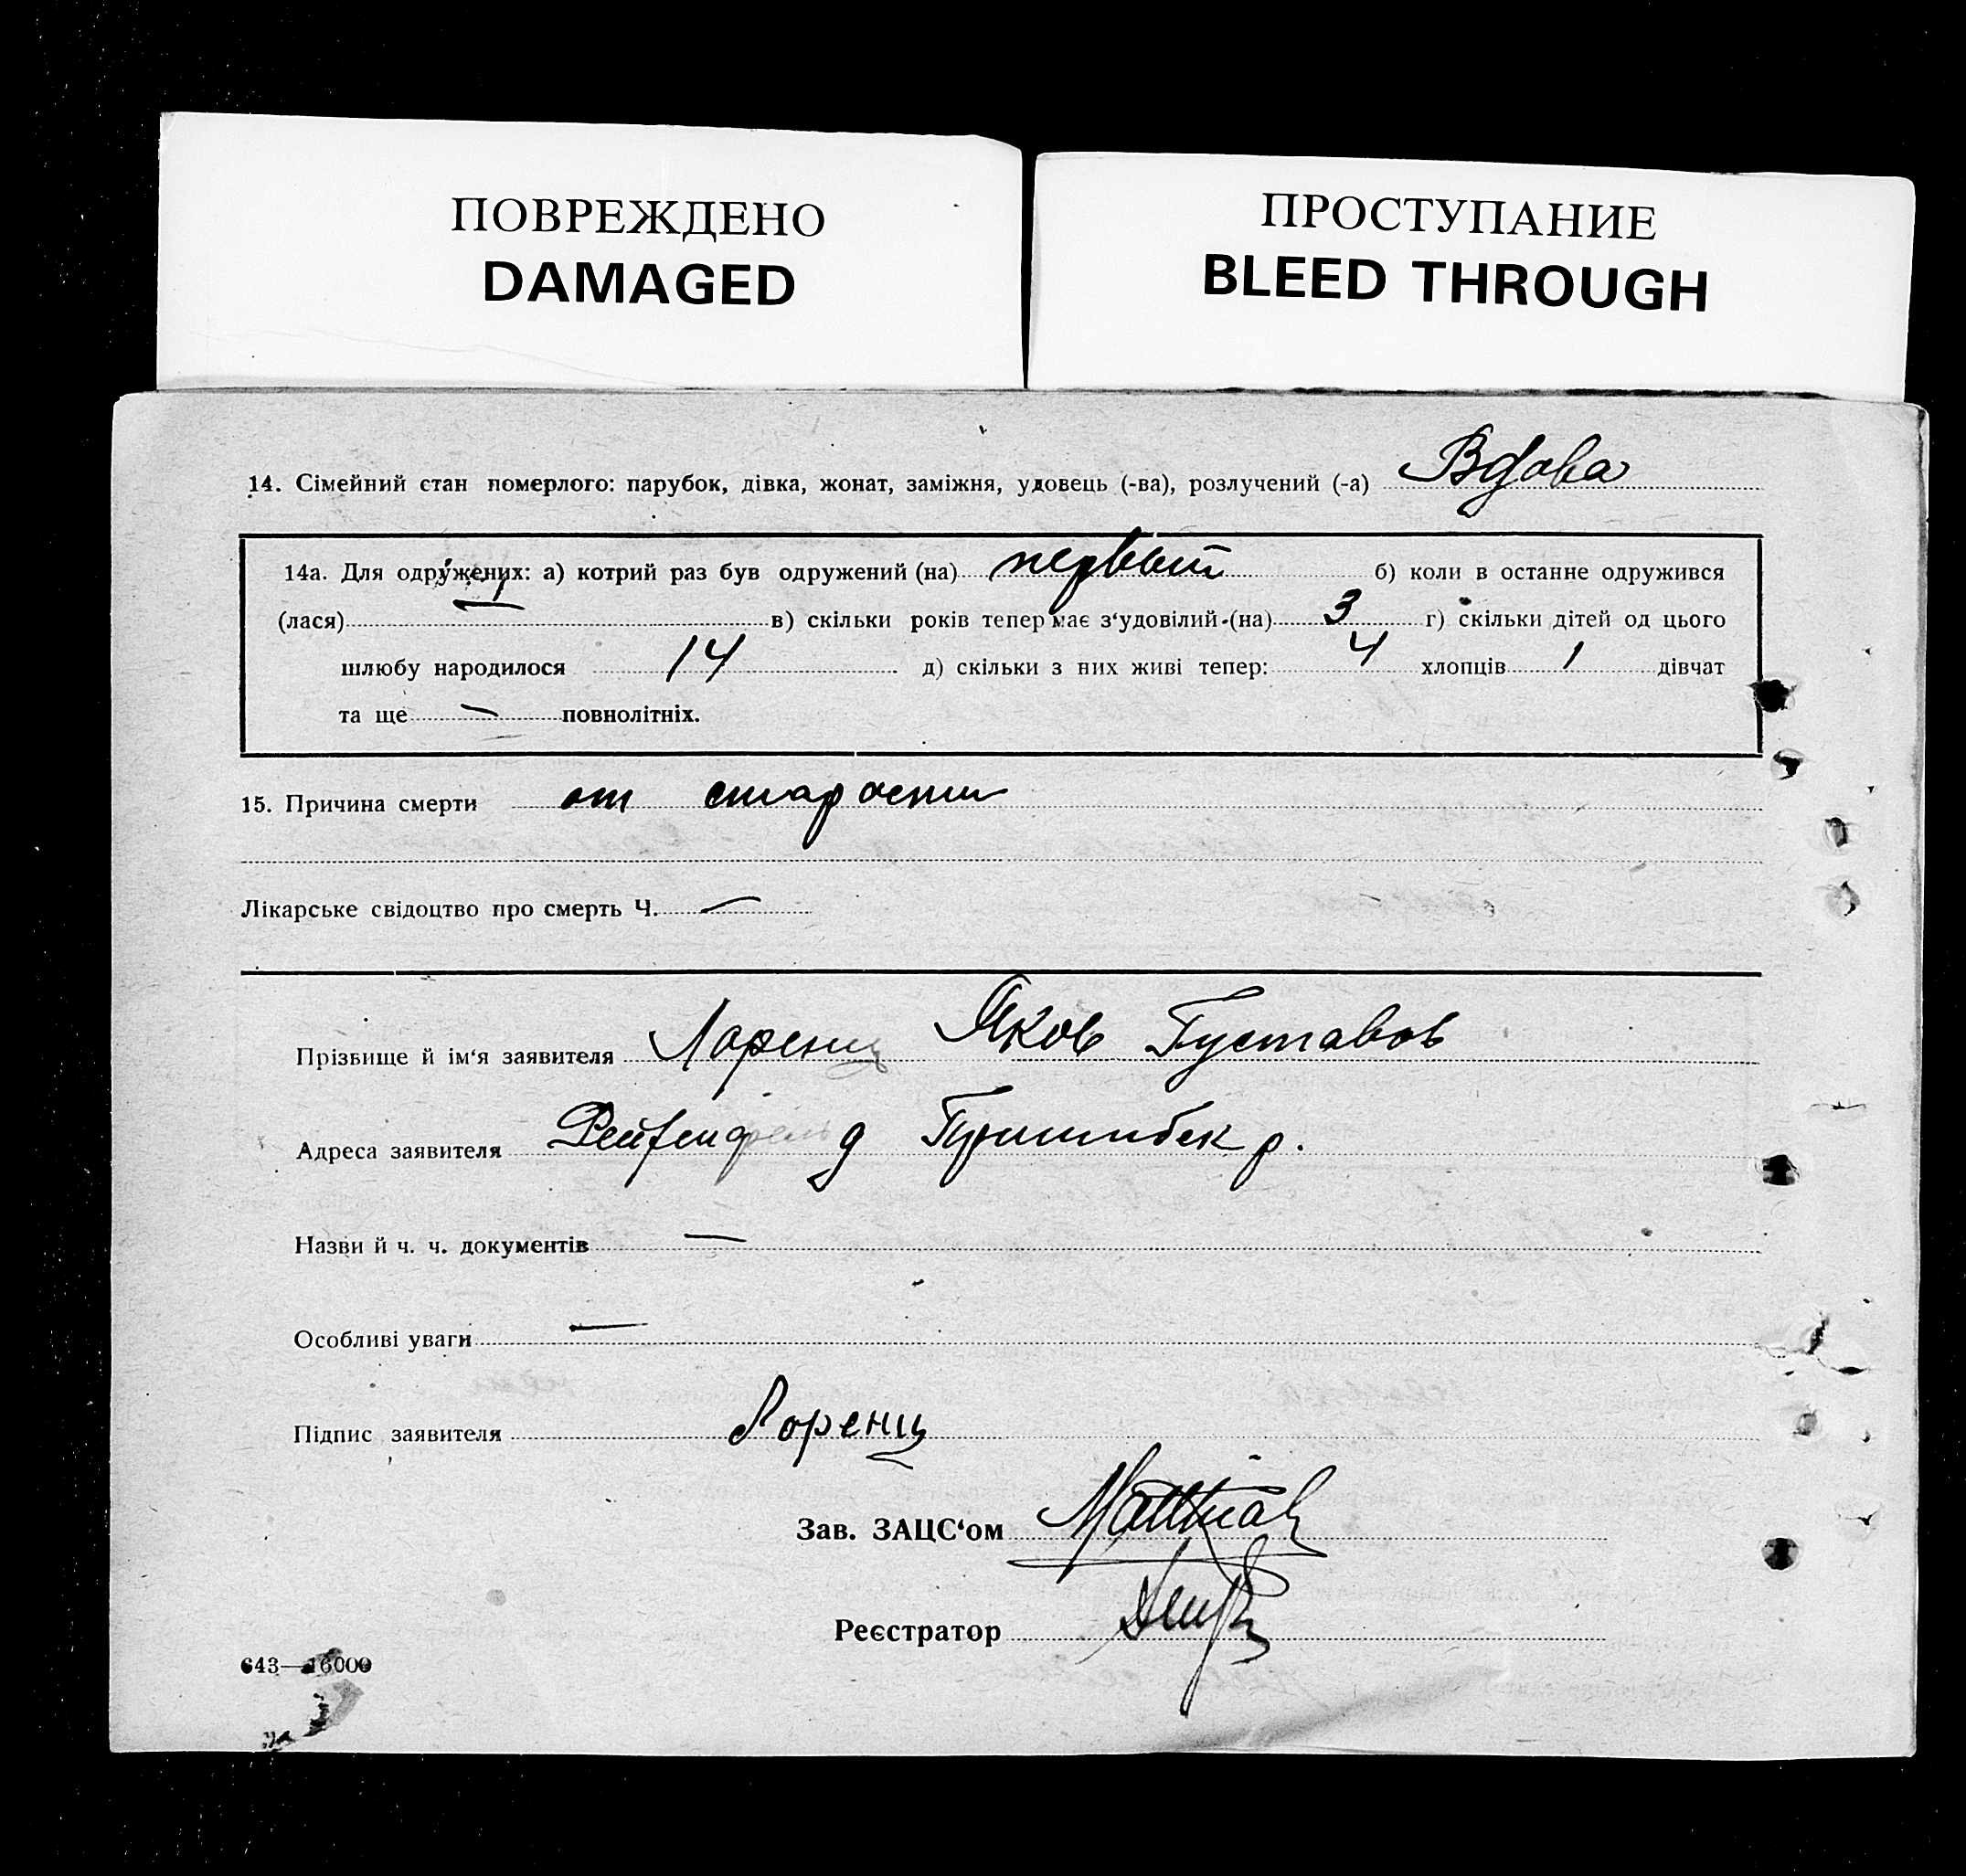 ПОВРЕЖДЕНО
DAMAGED
ПРОСТУПАНИЕ
BLEED THROUGH
14. Сімейний стан померлого: парубок, дівка, жонат, заміжня, удовець (-ва), розлучений (-а) Вдова
14а. Для одружених: а) котрий раз був одружений (на) первый б) коли в останне одружився
(лася) — в) скільки років тепер має з‘удовілий-(на) 3 г) скільки дітей од цього
шлюбу народилося 14 д) скільки з них живі тепер: 4 хлопців 1 дівчат
та ще — повнолітніх.
15. Причина смерти от старости
Лікарське свідоцтво про смерть Ч. —
Прізвище й ім‘я заявителя Лоренц Яков Густавов
Адреса заявителя Рейхенфельд Пришибск р.
Назви й ч. ч. документів —
Особливі уваги —
Підпис заявителя Лоренц
Зав. ЗАЦС‘ом
Реєстратор
643—16000